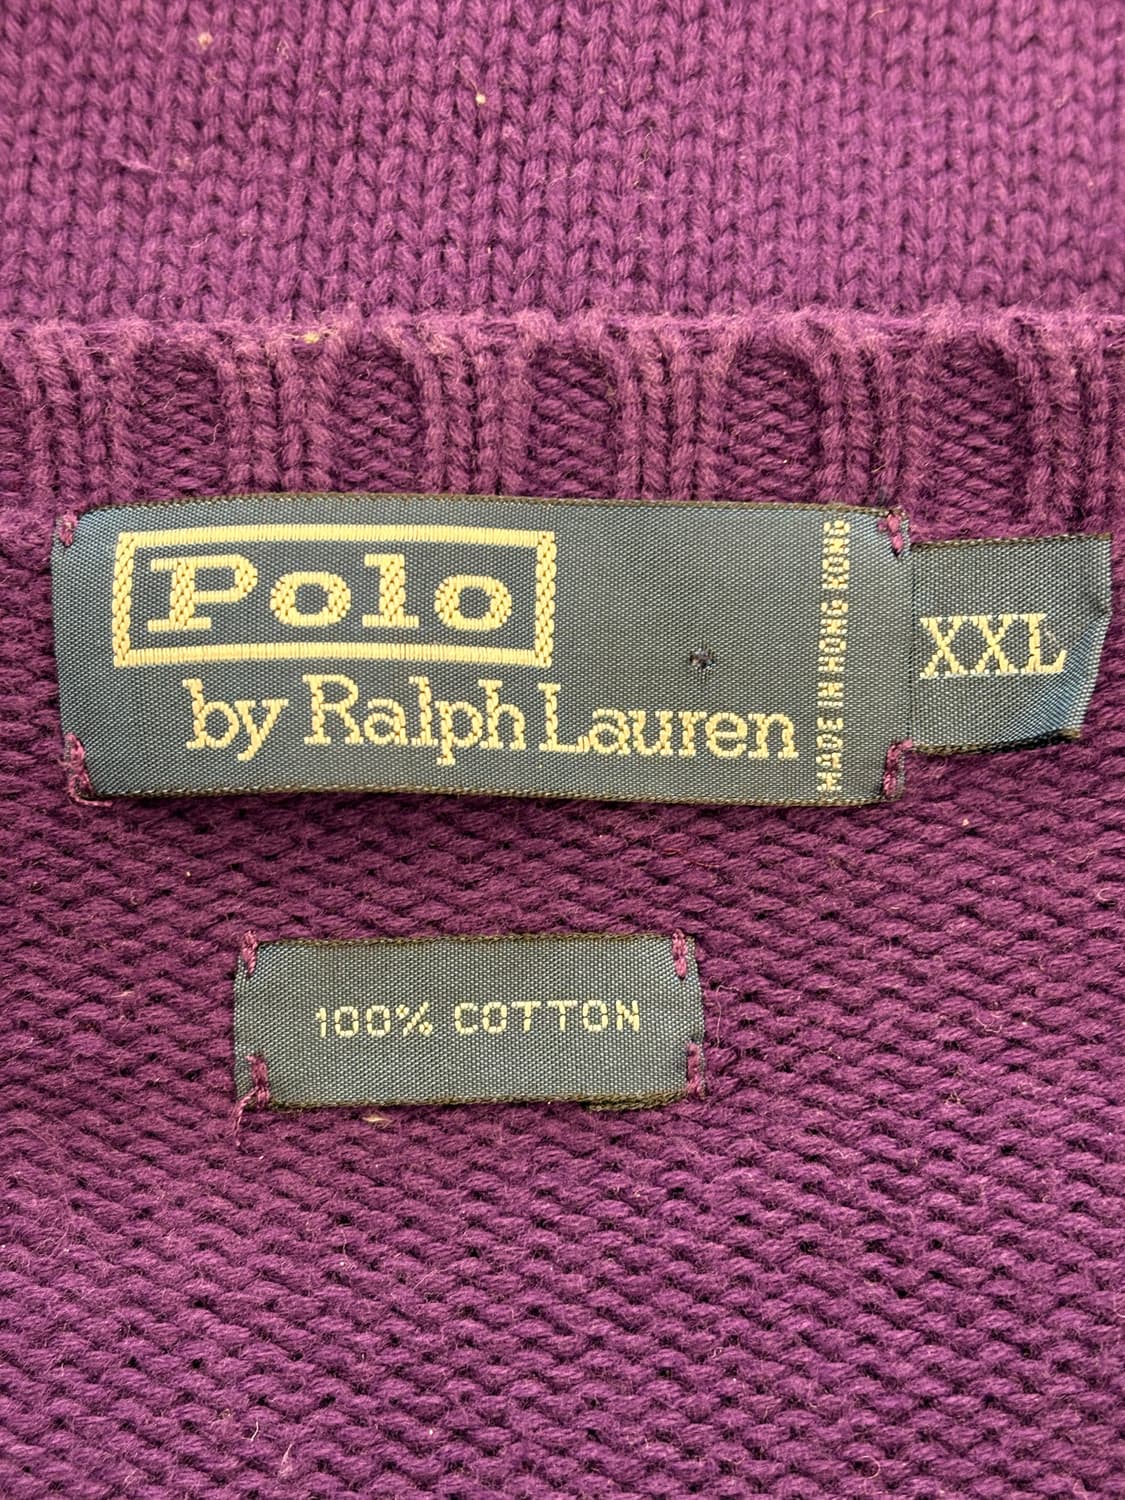 Polo
by Ralph Lauren
MADE IN HONG KONG
XXL
100% COTTON